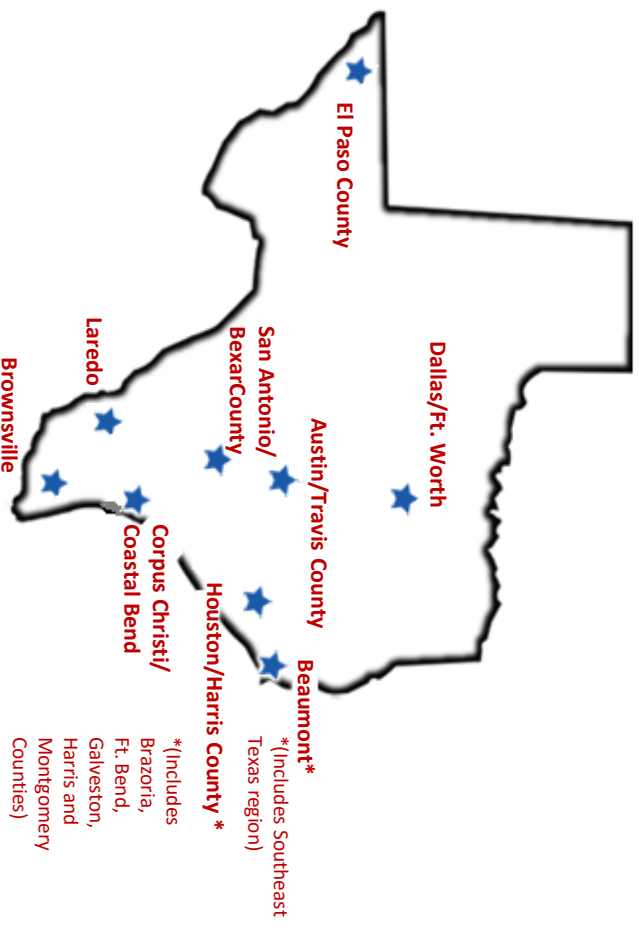 El Paso County
Dallas/Ft. Worth
Austin/Travis County
San Antonio/
BexarCounty
Beaumont*
*(Includes Southeast
Texas region)
Houston/Harris County *
*(Includes
Brazoria,
Ft. Bend,
Galveston,
Harris and
Montgomery
Counties)
Corpus Christi/
Coastal Bend
Laredo
Brownsville